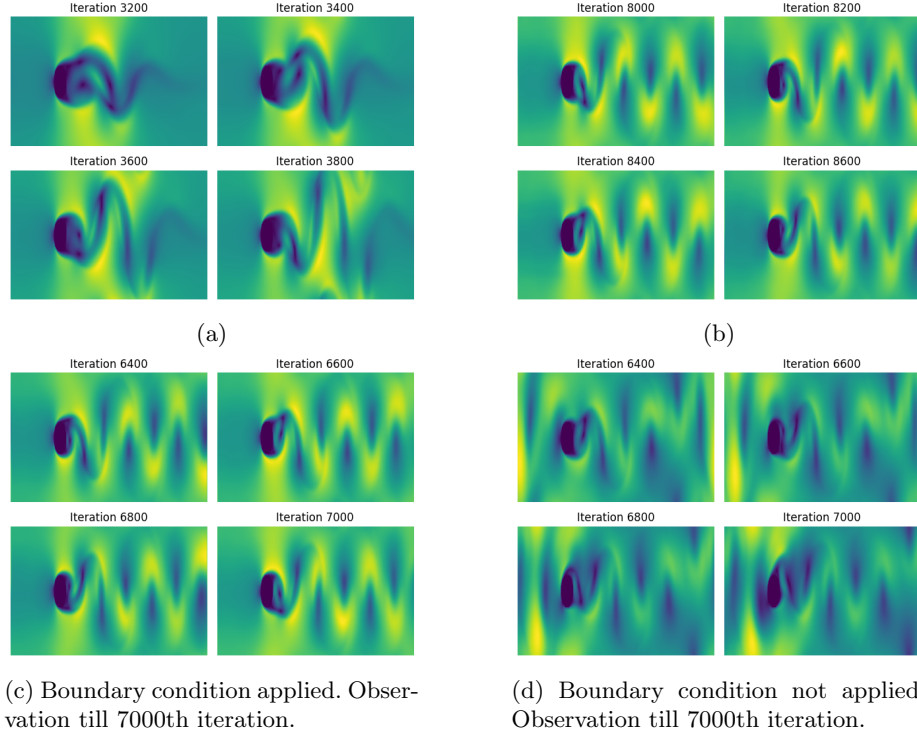 Iteration 3200
Iteration 3400
Iteration 3600
Iteration 3800
(a)
Iteration 8000
Iteration 8200
Iteration 8400
Iteration 8600
(b)
Iteration 6400
Iteration 6600
Iteration 6800
Iteration 7000
(c) Boundary condition applied. Obser-
vation till 7000th iteration.
Iteration 6400
Iteration 6600
Iteration 6800
Iteration 7000
(d) Boundary condition not applied
Observation till 7000th iteration.